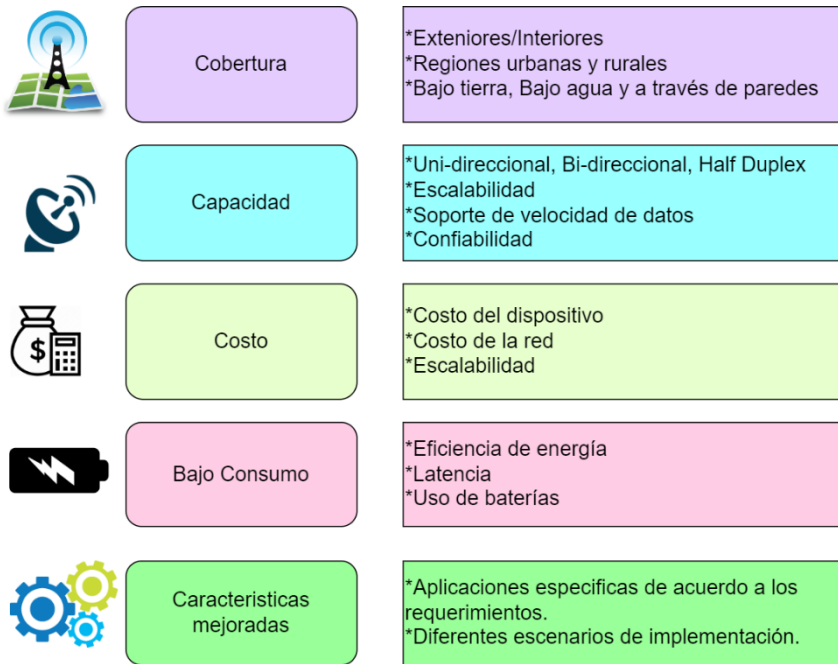 Cobertura
*Exteriores/Interiores
*Regiones urbanas y rurales
*Bajo tierra, Bajo agua y a través de paredes
Capacidad
*Uni-direccional, Bi-direccional, Half Duplex
*Escalabilidad
*Soporte de velocidad de datos
*Confiabilidad
$
Costo
*Costo del dispositivo
*Costo de la red
*Escalabilidad
Bajo Consumo
*Eficiencia de energía
*Latencia
*Uso de baterías
Caracteristicas
mejoradas
*Aplicaciones especificas de acuerdo a los
requerimientos.
*Diferentes escenarios de implementación.